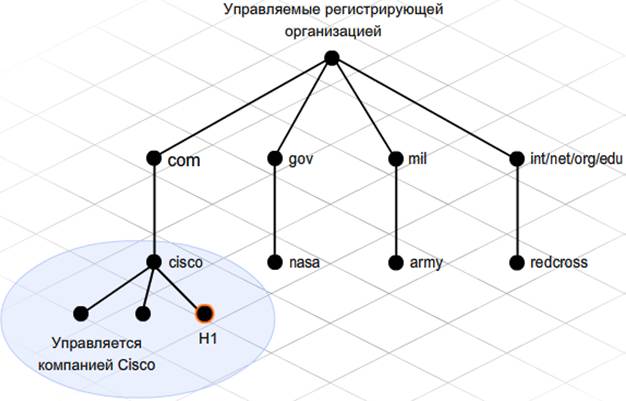 Управляемые регистрирующей
организацией
com
gov
mil
int/net/org/edu
cisco
nasa
army
redcross
H1
Управляется
компанией Cisco